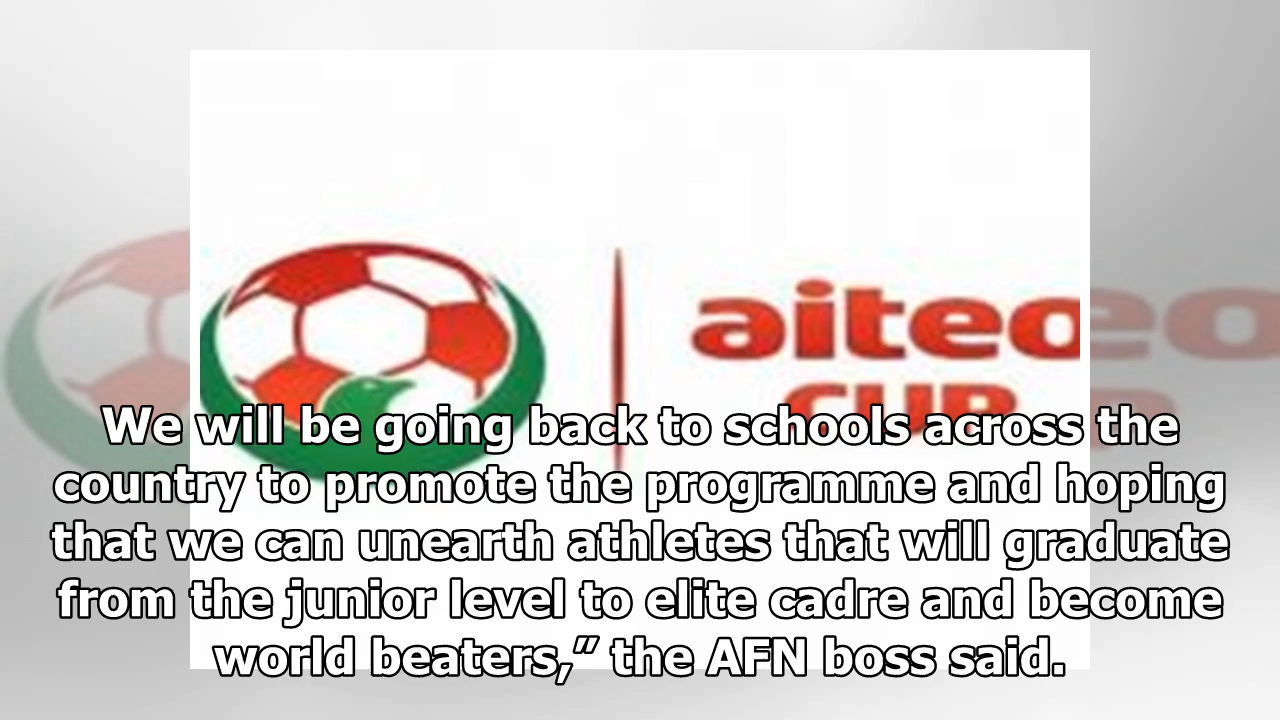 aiteo
cup
We will be going back to schools across the
country to promote the programme and hoping
that we can unearth athletes that will graduate
from the junior level to elite cadre and become
world beaters,” the AFN boss said.